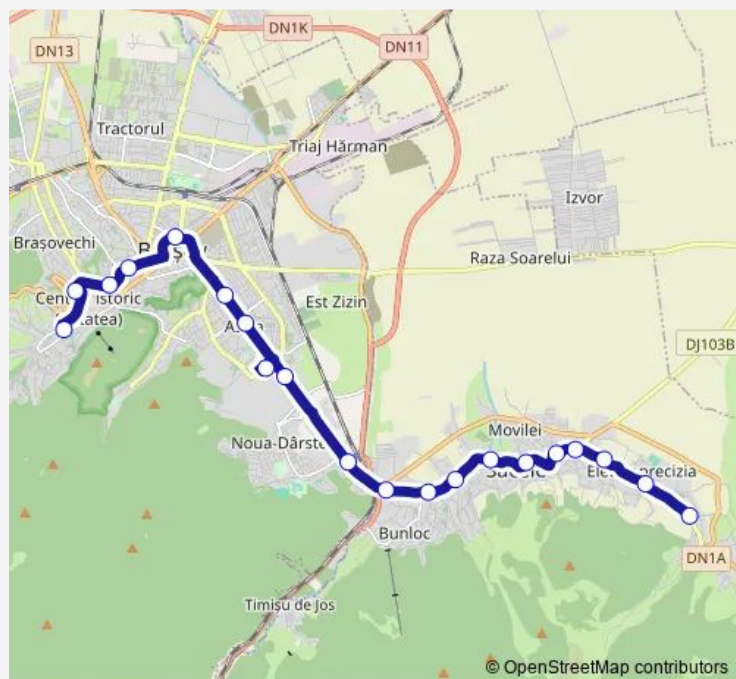 DN1K
DN13
DN11
Tractorul
Triaj Hărman
Izvor
Brașovechi
Raza Soarelui
Est Zizin
DJ103B
Movilei
Noua-Dârste
Bunloc
DN1A
Timișu de Jos
© OpenStreetMap contributors